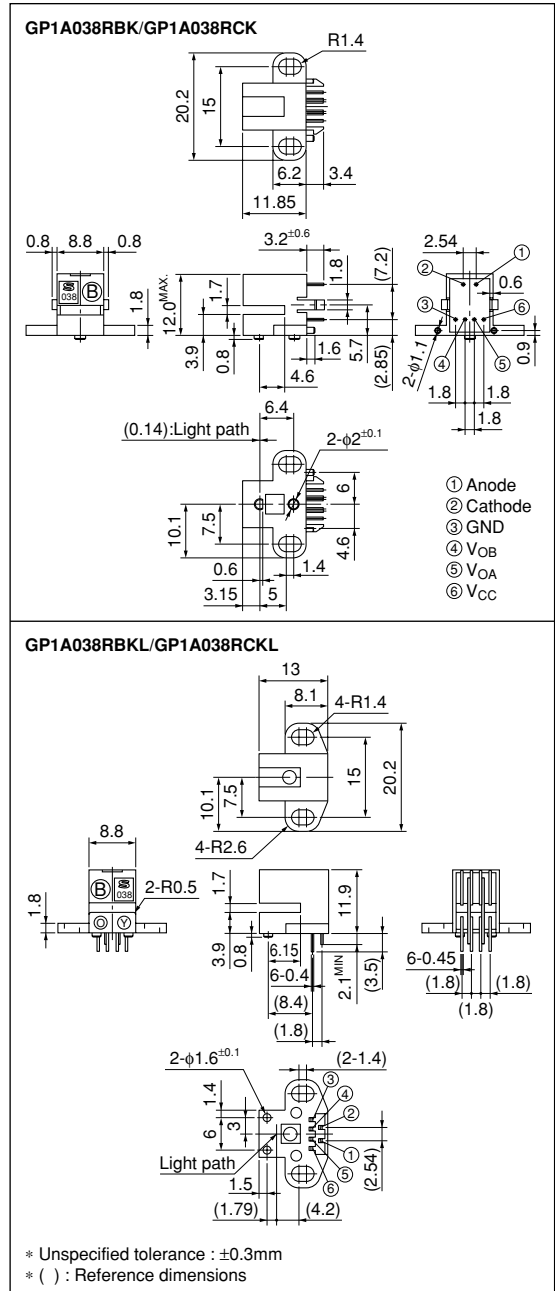 GP1A038RBK/GP1A038RCK
R1.4
20.2
15
6.2
3.4
11.85
0.8
8.8
0.8
S
038
B
1.8
3.2±0.6
12.0MAX.
1.7
1.8
(7.2)
3.9
0.8
1.6
4.6
5.7
(2.85)
2.54
①
②
0.6
③
⑥
④
⑤
2-φ1.1
0.9
1.8
1.8
1.8
6.4
(0.14):Light path
2-φ2±0.1
10.1
7.5
6
4.6
0.6
1.4
3.15
5
① Anode
② Cathode
③ GND
④ VOB
⑤ VOA
⑥ VCC
GP1A038RBKL/GP1A038RCKL
13
8.1
4-R1.4
10.1
7.5
15
20.2
4-R2.6
8.8
B
S
038
2-R0.5
O
Y
1.8
1.7
3.9
0.8
11.9
6.15
6-0.4
2.1MIN
(3.5)
(8.4)
(1.8)
6-0.45
(1.8)
(1.8)
(1.8)
2-φ1.6±0.1
(2-1.4)
1.4
6
3
③
④
②
①
⑤
⑥
Light path
(2.54)
1.5
(1.79)
(4.2)
* Unspecified tolerance : ±0.3mm
* ( ) : Reference dimensions